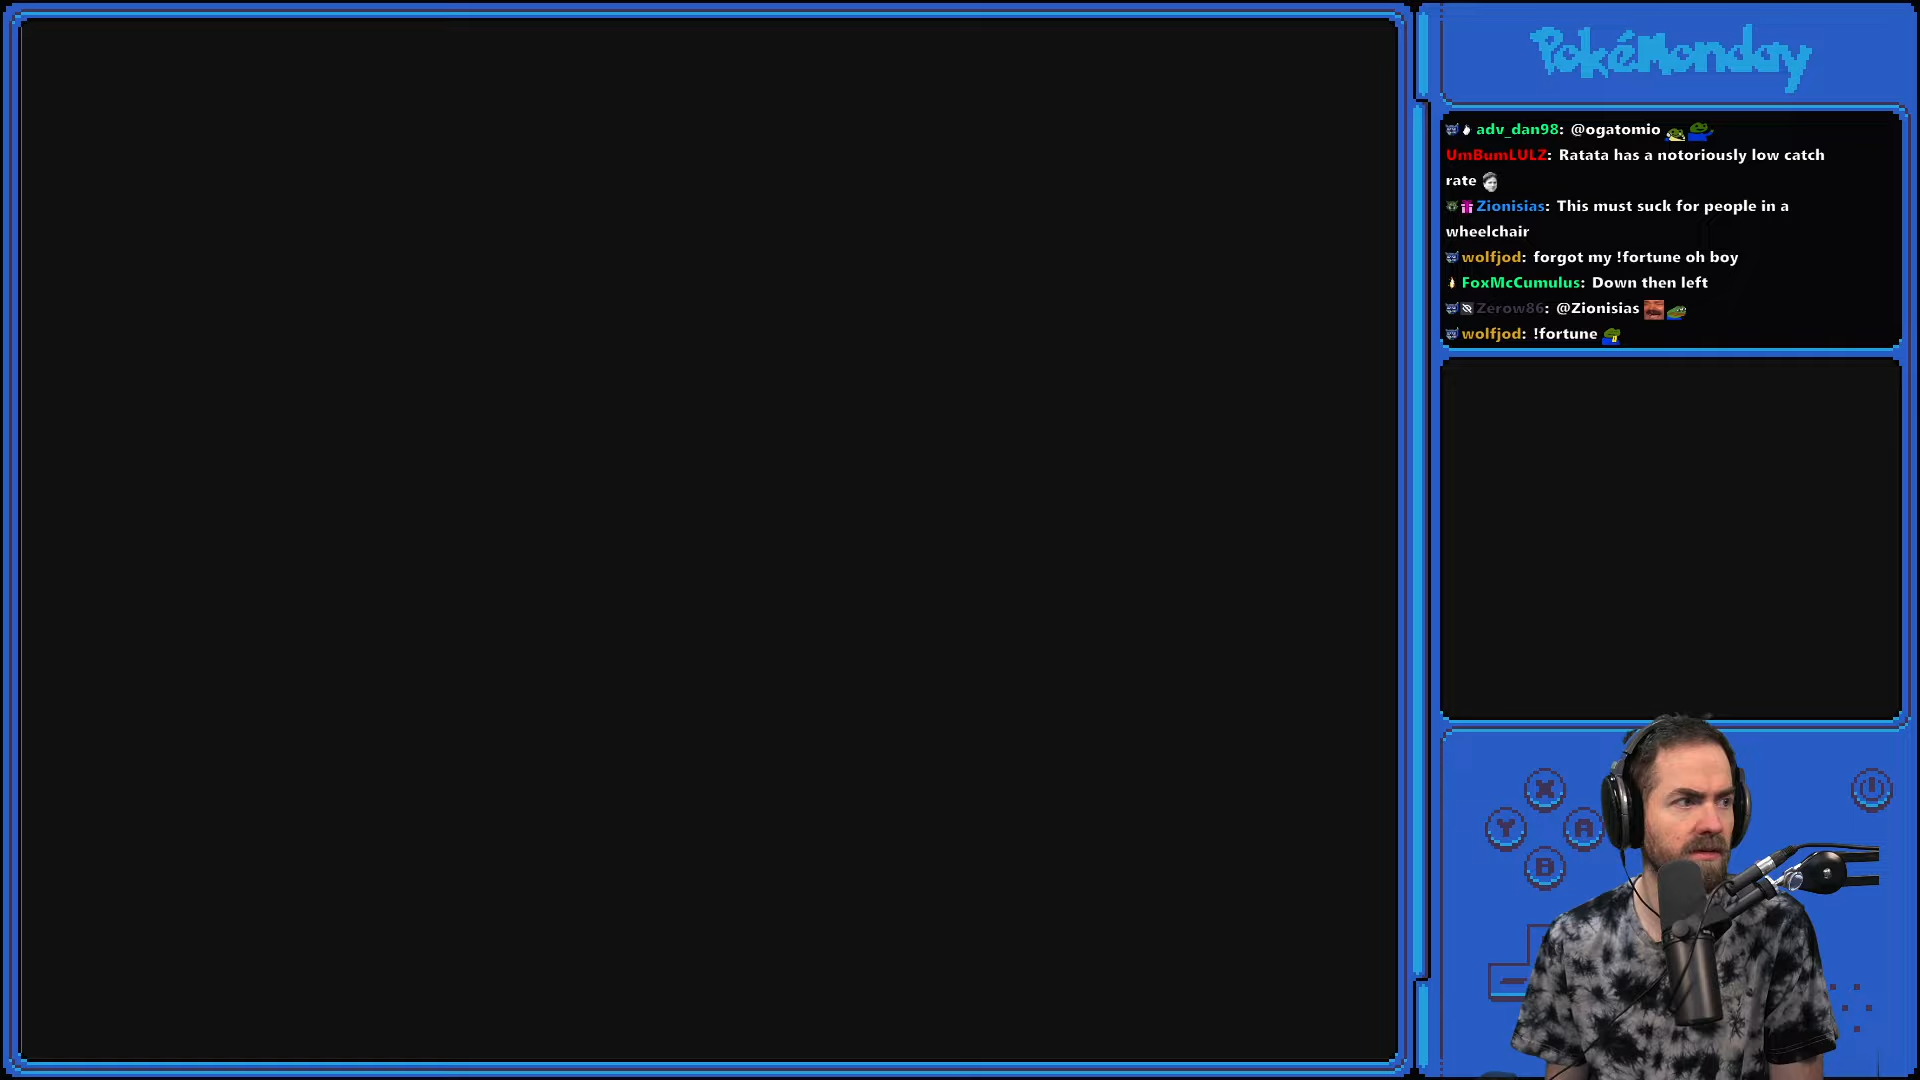 PokéMonday
adv_dan98: @ogatomio
UmBumLULZ: Ratata has a notoriously low catch
rate
Zionisias: This must suck for people in a
wheelchair
wolfjod: forgot my !fortune oh boy
FoxMcCumulus: Down then left
Zerow86: @Zionisias
wolfjod: !fortune
X
Y A
B